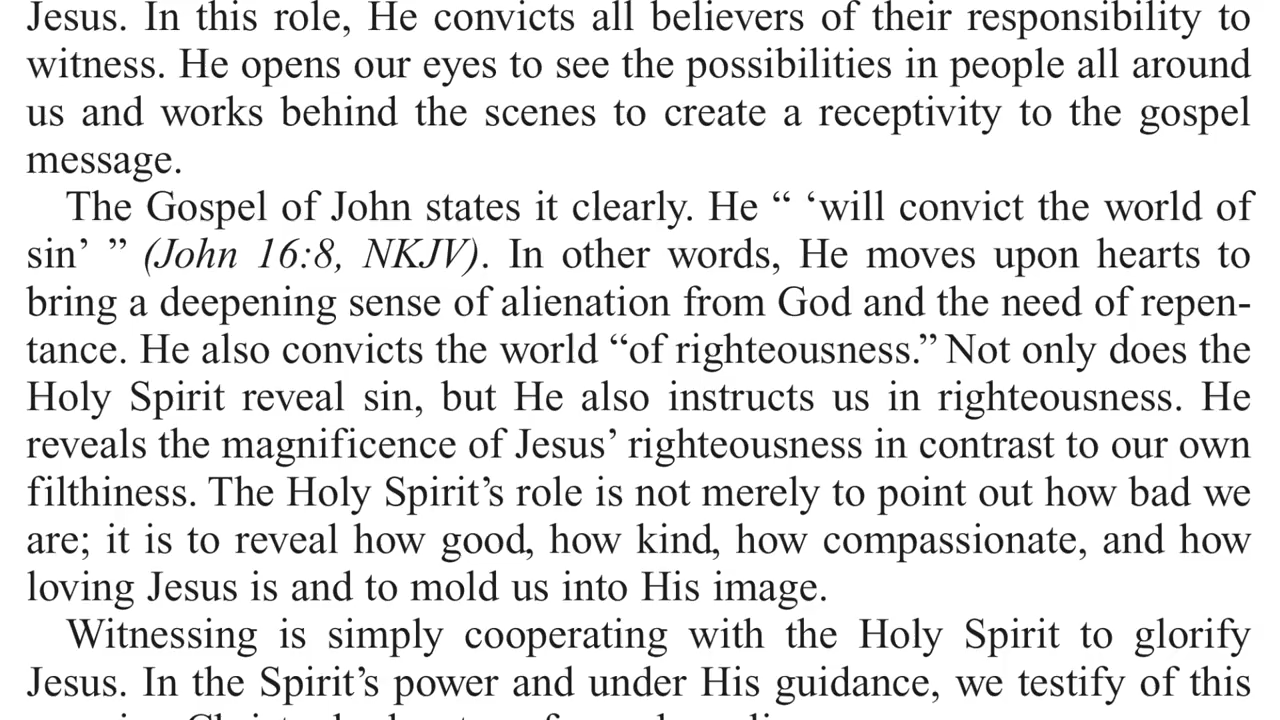 Jesus. In this role, He convicts all believers of their responsibility to
witness. He opens our eyes to see the possibilities in people all around
us and works behind the scenes to create a receptivity to the gospel
message.
The Gospel of John states it clearly. He “ ‘will convict the world of
sin’ ” (John 16:8, NKJV). In other words, He moves upon hearts to
bring a deepening sense of alienation from God and the need of repen-
tance. He also convicts the world “of righteousness.” Not only does the
Holy Spirit reveal sin, but He also instructs us in righteousness. He
reveals the magnificence of Jesus’ righteousness in contrast to our own
filthiness. The Holy Spirit’s role is not merely to point out how bad we
are; it is to reveal how good, how kind, how compassionate, and how
loving Jesus is and to mold us into His image.
Witnessing is simply cooperating with the Holy Spirit to glorify
Jesus. In the Spirit’s power and under His guidance, we testify of this